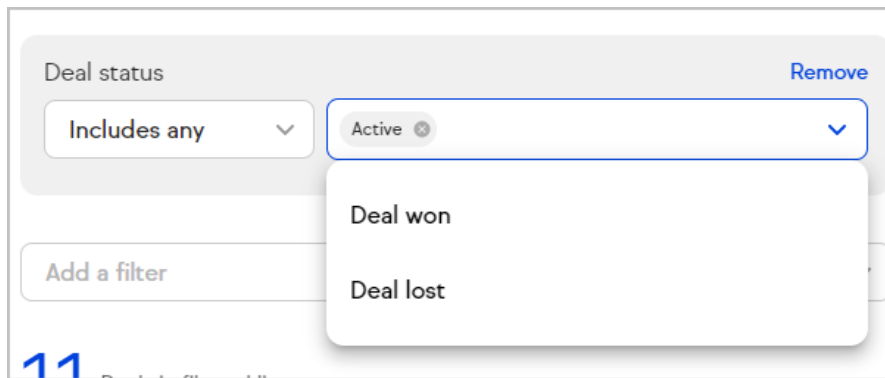 Deal status
Remove
Includes any
Active
Deal won
Add a filter
Deal lost
11